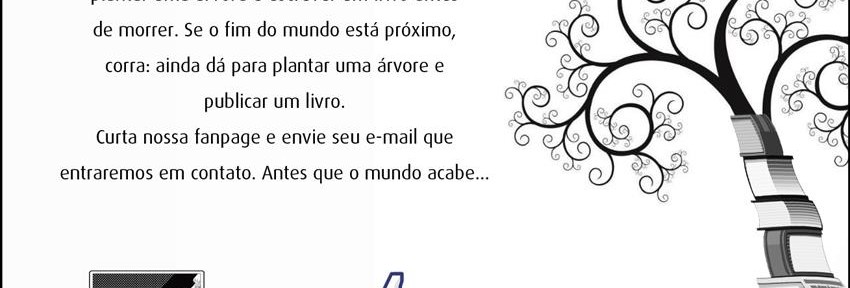 de morrer. Se o fim do mundo está próximo,
corra: ainda dá para plantar uma árvore e
publicar um livro.
Curta nossa fanpage e envie seu e-mail que
entraremos em contato. Antes que o mundo acabe...